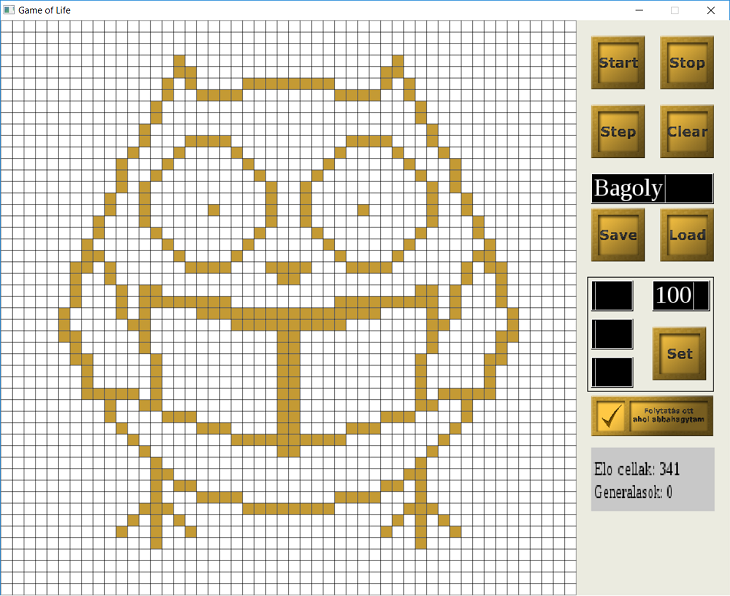 Game of Life
Start
Stop
Step
Clear
Bagoly
Save
Load
100
Set
Folytatás ott
ahol abbahagytam
Elo cellak: 341
Generalasok: 0